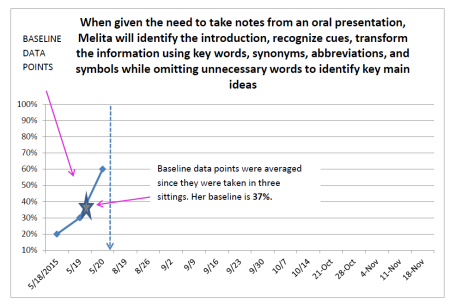 When given the need to take notes from an oral presentation,
Melita will identify the introduction, recognize cues, transform
the information using key words, synonyms, abbreviations, and
symbols while omitting unnecessary words to identify key main
ideas
BASELINE
DATA
POINTS
100%
90%
80%
70%
60%
50%
40%
30%
20%
10%
Baseline data points were averaged
since they were taken in three
sittings. Her baseline is 37%.
5/18/2015
5/19
5/20
8/19
8/26
9/2
9/9
9/16
9/23
9/30
10/7
10/14
21-Oct
28-Oct
4-Nov
11-Nov
18-Nov